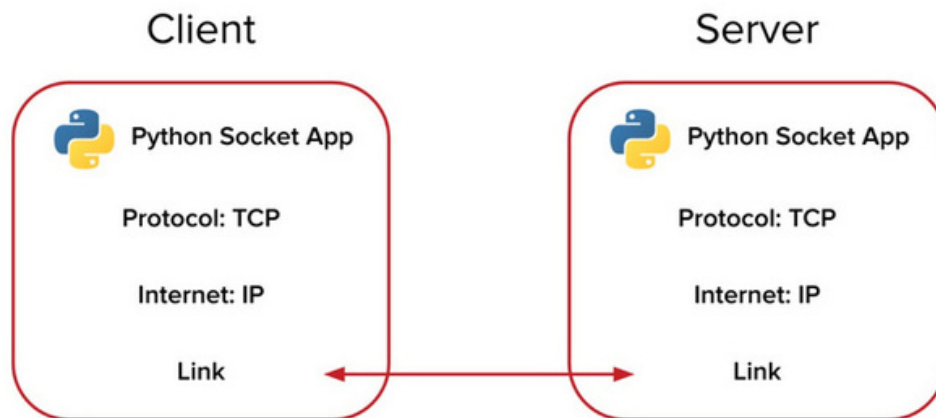 Client
Server
Python Socket App
Protocol: TCP
Internet: IP
Link
Python Socket App
Protocol: TCP
Internet: IP
Link